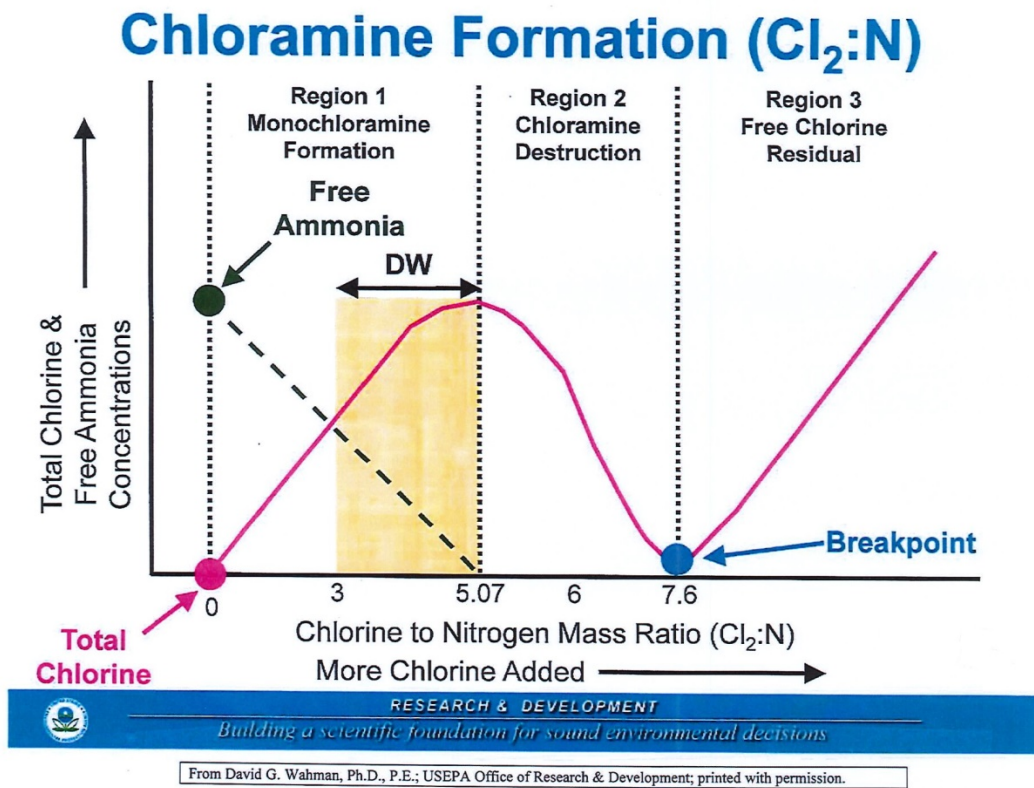 Chloramine Formation (Cl₂:N)
Region 1
Monochloramine
Formation
Region 2
Chloramine
Destruction
Region 3
Free Chlorine
Residual
Free
Ammonia
DW
Total Chlorine &
Free Ammonia
Concentrations
Breakpoint
0
3
5.07
6
7.6
Total
Chlorine
Chlorine to Nitrogen Mass Ratio (Cl₂:N)
More Chlorine Added
RESEARCH & DEVELOPMENT
Building a scientific foundation for sound environmental decisions
From David G. Wahman, Ph.D., P.E.; USEPA Office of Research & Development; printed with permission.